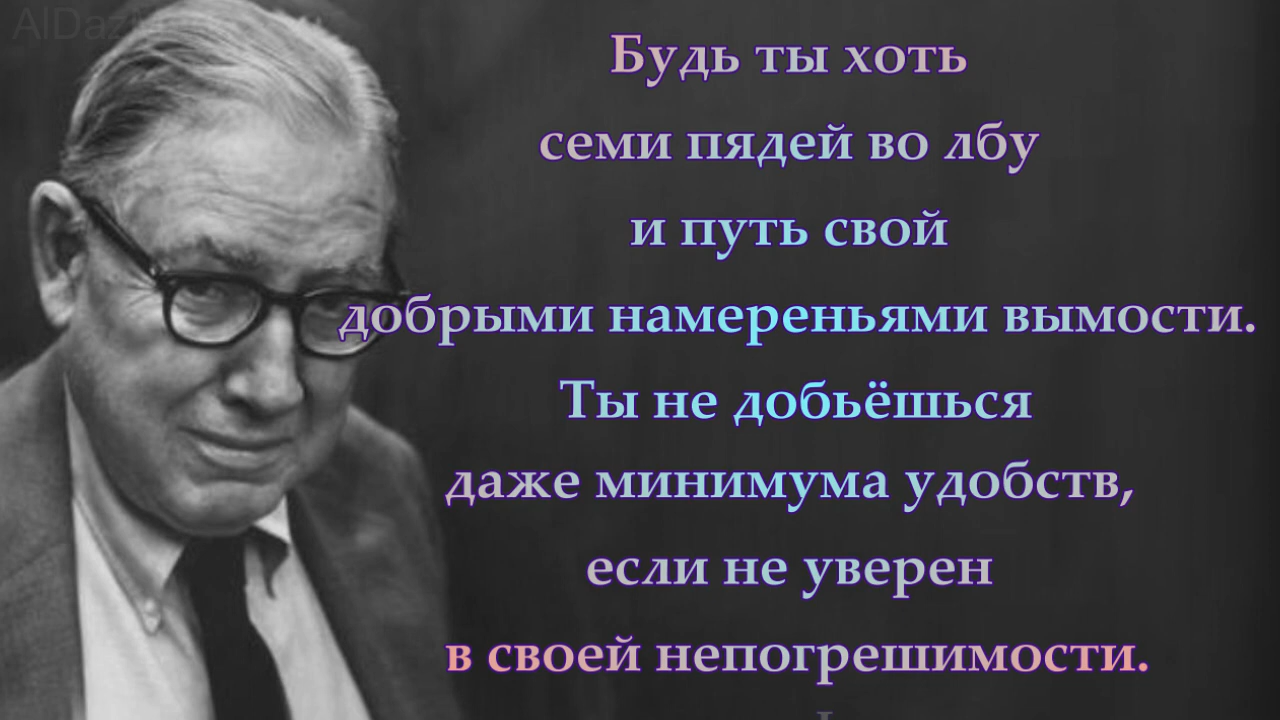 AlDaz
Будь ты хоть
семи пядей во лбу
и путь свой
добрыми намереньями вымости.
Ты не добьёшься
даже минимума удобств,
если не уверен
в своей непогрешимости.